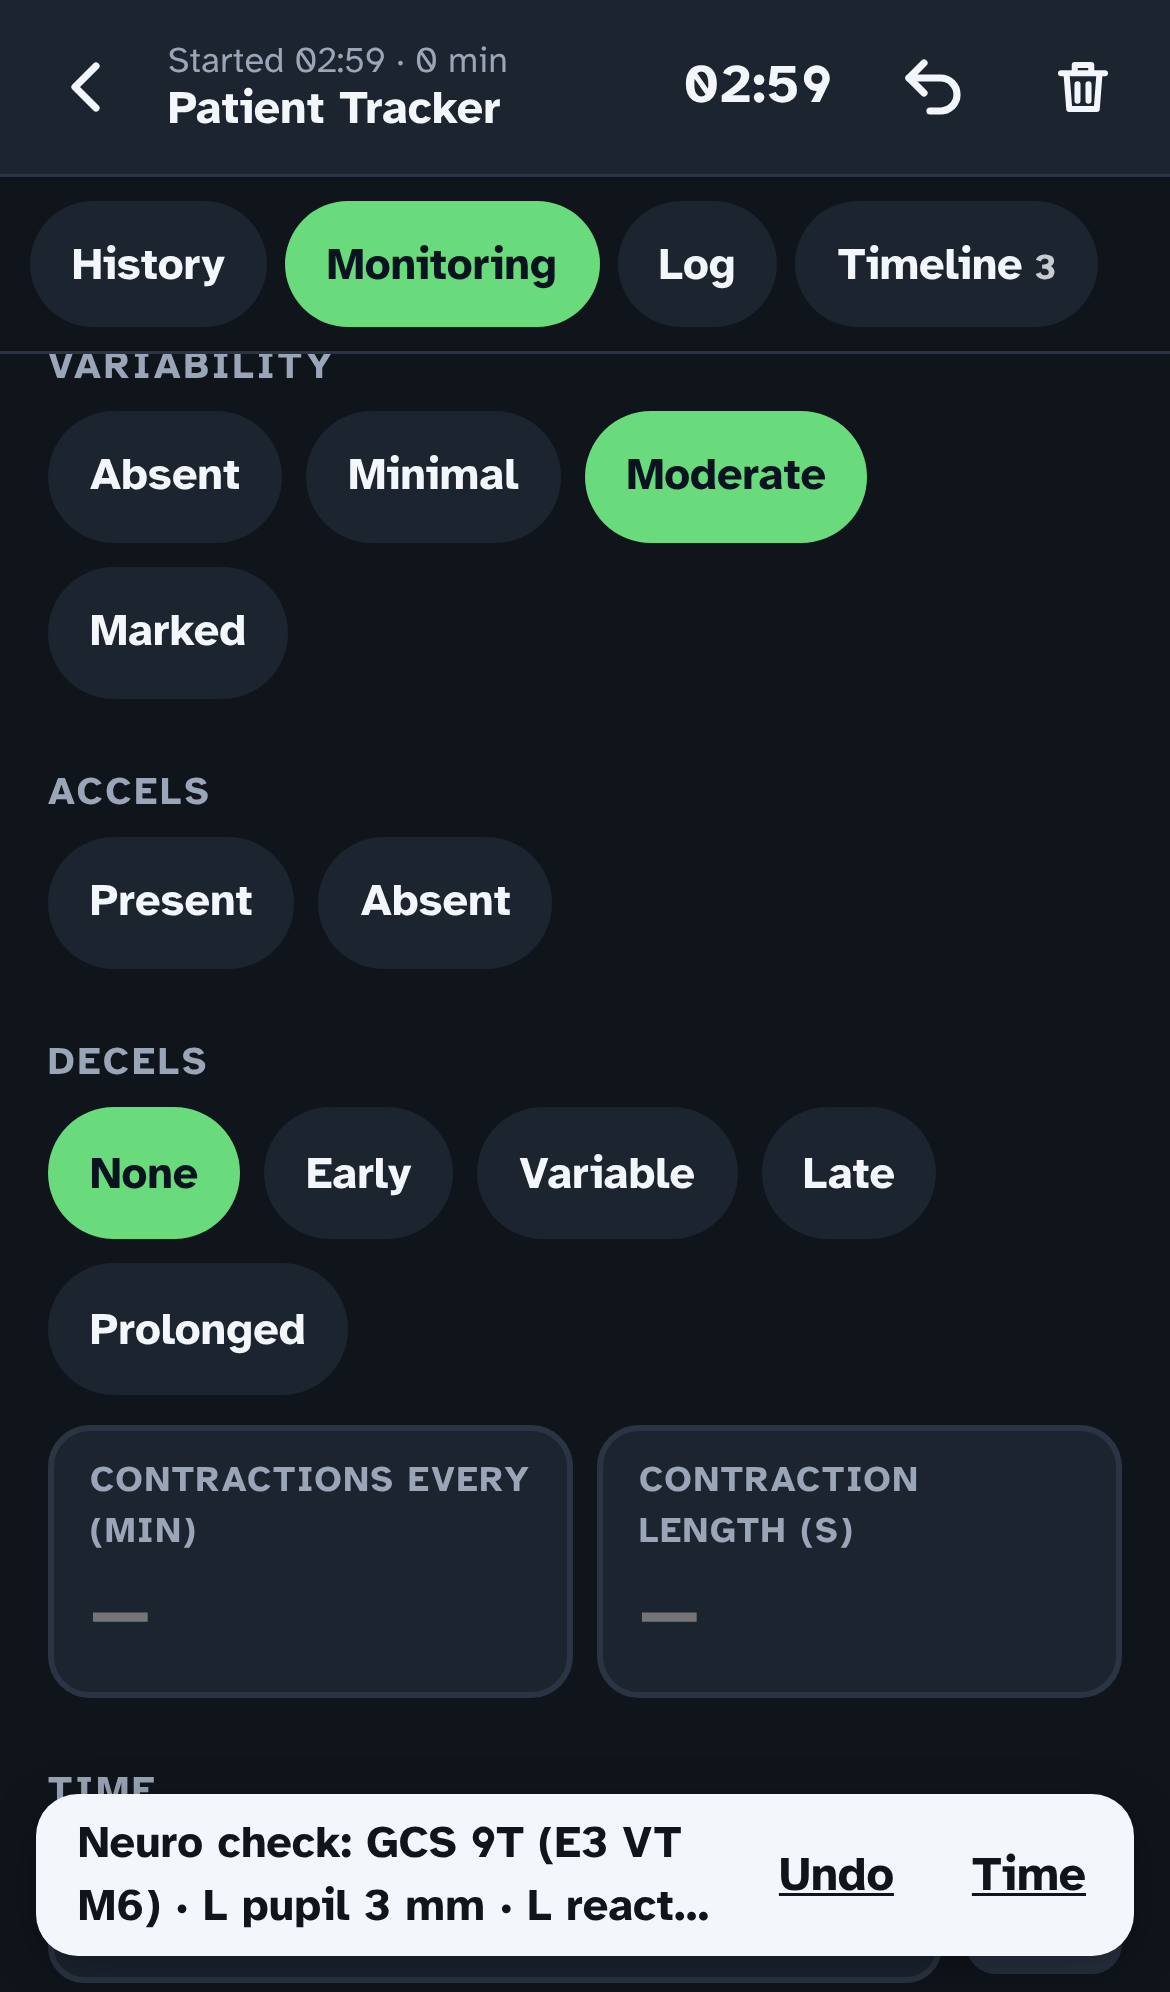 Started 02:59 · 0 min
Patient Tracker
02:59
History
Monitoring
Log
Timeline 3
VARIABILITY
Absent
Minimal
Moderate
Marked
ACCELS
Present
Absent
DECELS
None
Early
Variable
Late
Prolonged
CONTRACTIONS EVERY
(MIN)
—
CONTRACTION
LENGTH (S)
—
TIME
Neuro check: GCS 9T (E3 VT
M6) · L pupil 3 mm · L react...
Undo
Time